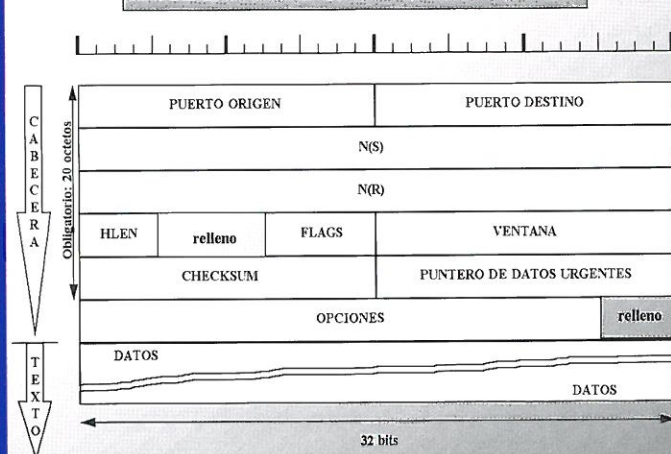 PUERTO ORIGEN PUERTO DESTINO
N(S)
N(R)
HLEN relleno FLAGS VENTANA
CHECKSUM PUNTERO DE DATOS URGENTES
OPCIONES relleno
DATOS
DATOS
32 bits
CABECERA
Obligatorio: 20 octetos
TEXTO